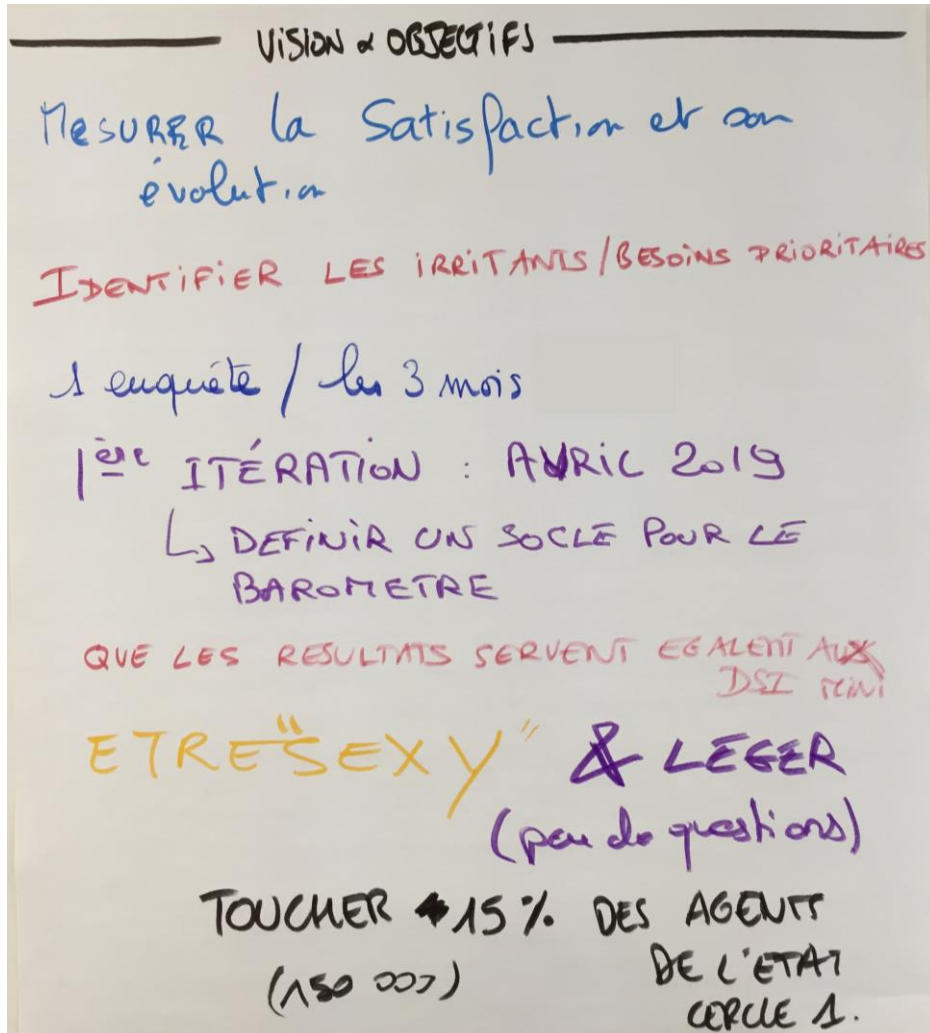 VISION & OBJECTIFS
MESURER la Satisfaction et son
évolution
IDENTIFIER LES IRRITANTS/BESOINS PRIORITAIRES
1 enquête / les 3 mois
1ère ITÉRATION : AVRIL 2019
↳ DEFINIR UN SOCLE POUR LE
BAROMETRE
QUE LES RESULTATS SERVENT EGALEMT AUX
DSI MINI
ETRE "SEXY" & LEGER
(peu de questions)
TOUCHER 15 % DES AGENTS
(150 000) DE L'ETAT
CERCLE 1.